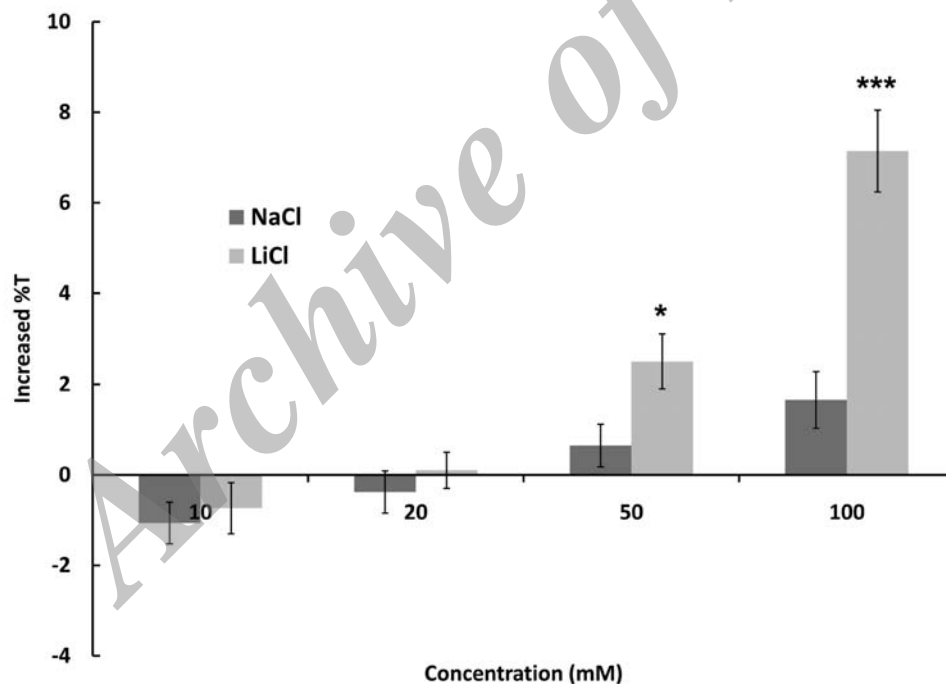 10
8
6
4
2
0
-2
-4
Increased %T
NaCl
LiCl
*
***
10 20 50 100
Concentration (mM)
Archive of